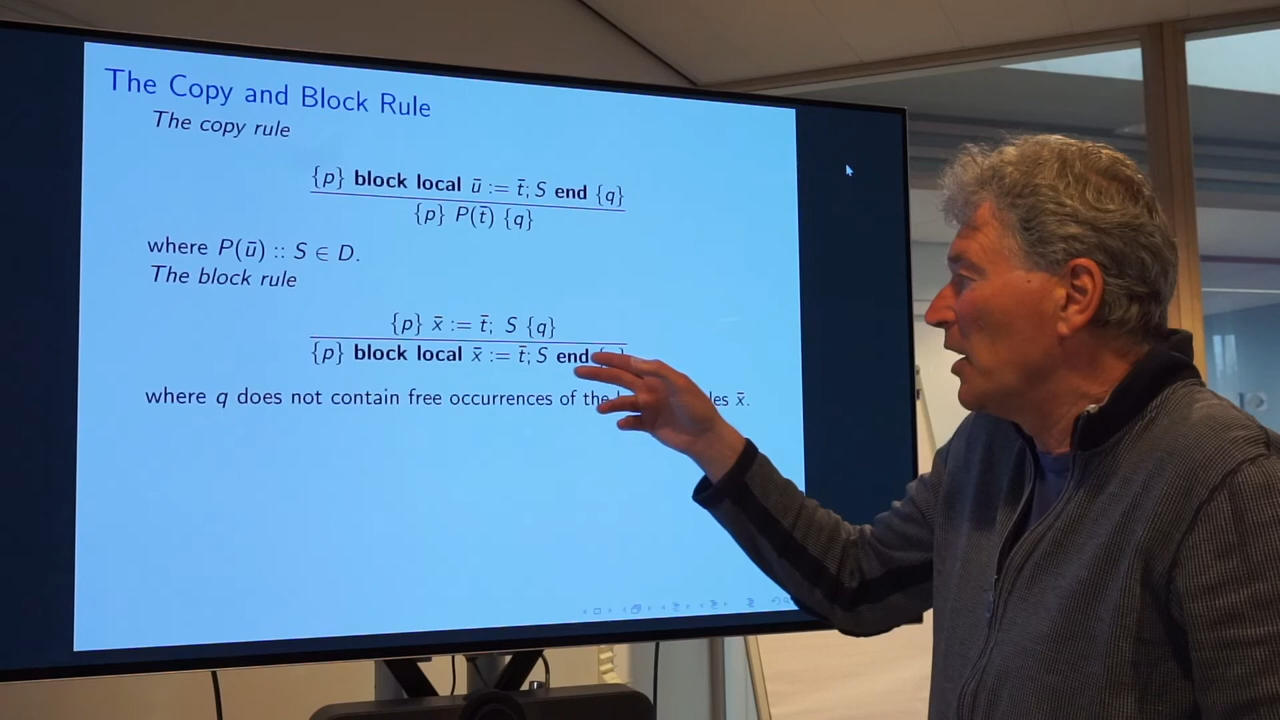 The Copy and Block Rule
The copy rule
{p} block local ū := t̄; S end {q}
{p} P(t̄) {q}
where P(ū) :: S ∈ D.
The block rule
{p} x̄ := t̄; S {q}
{p} block local x̄ := t̄; S end
where q does not contain free occurrences of the x̄.